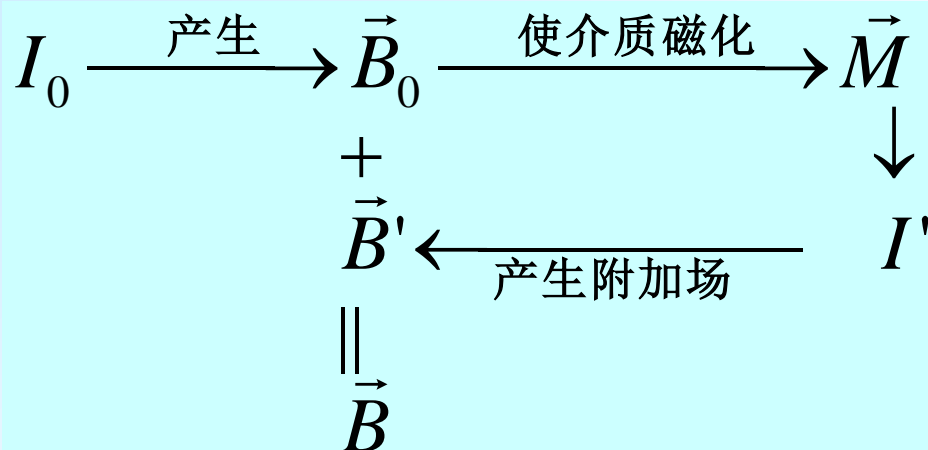 I₀ 产生 → B⃗₀ 使介质磁化 → M⃗
+ ↓
B⃗' ← 产生附加场 I'
||
B⃗